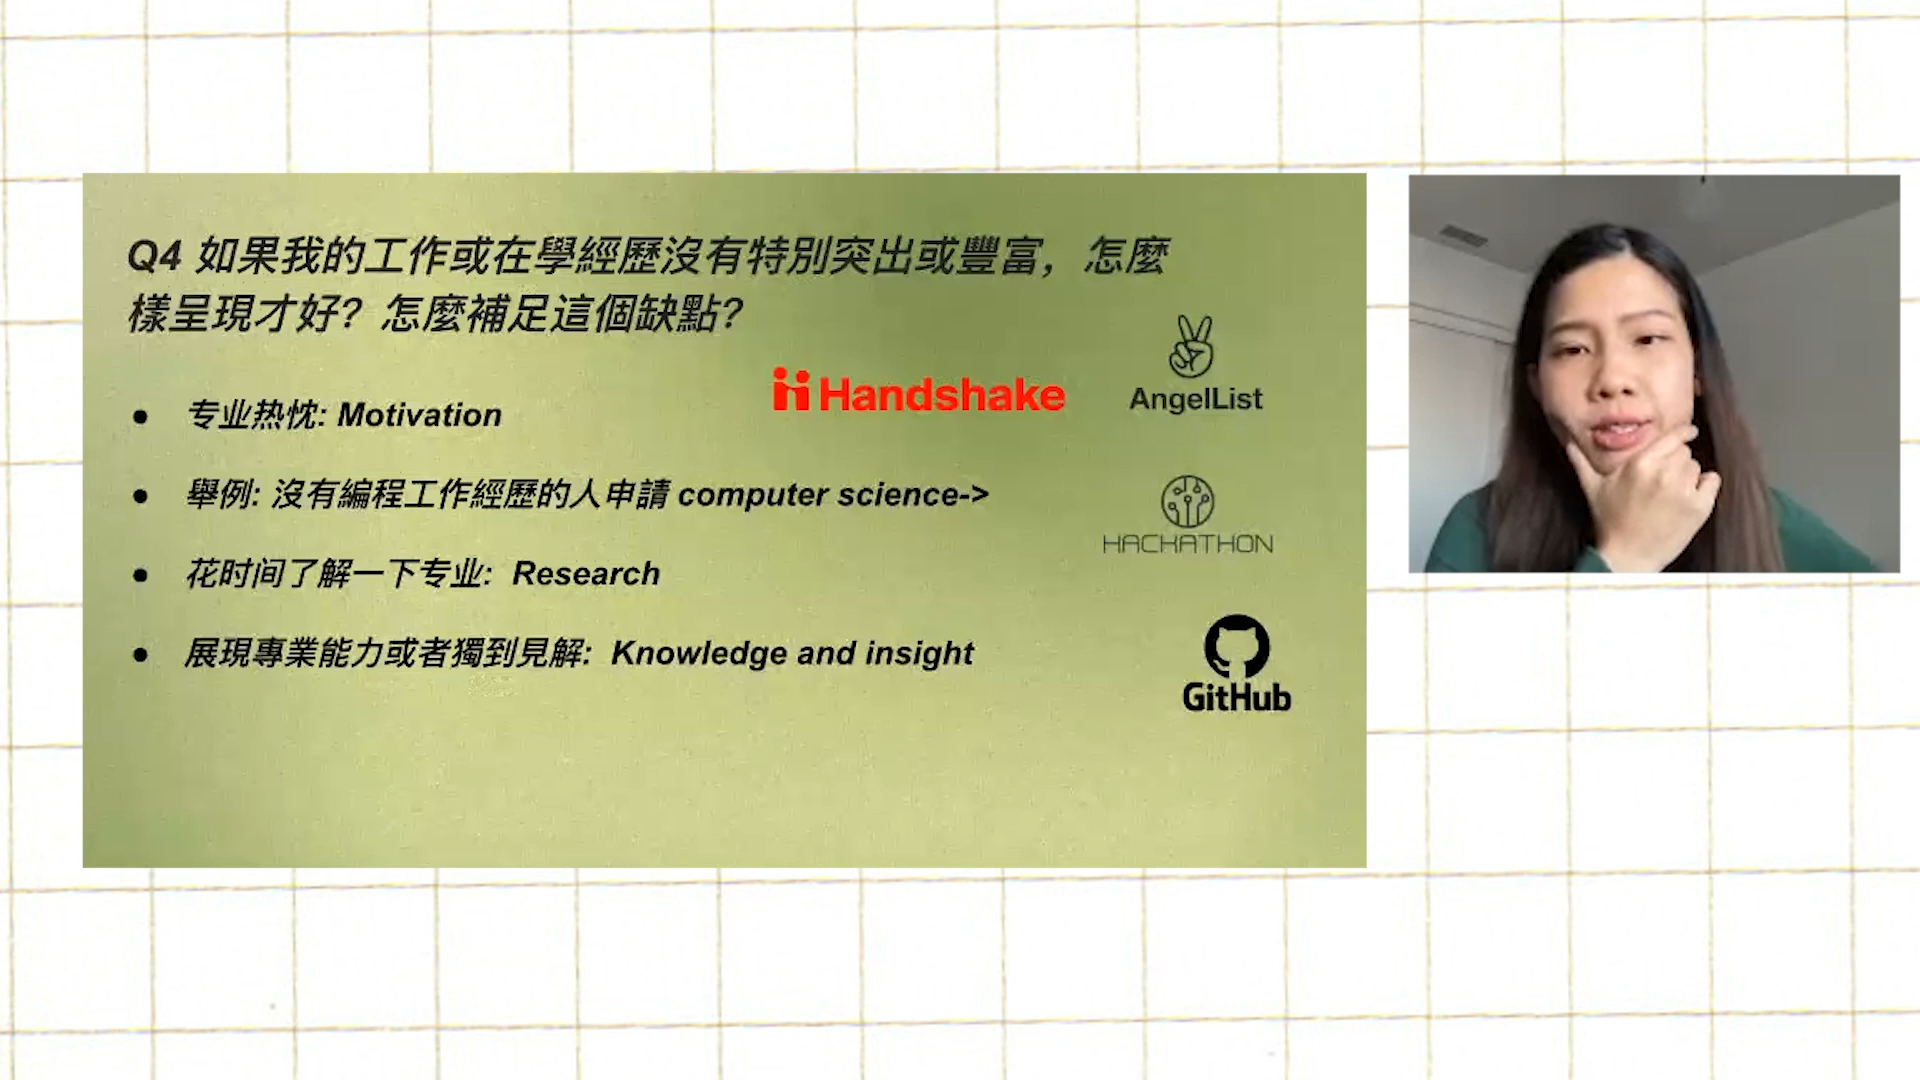 Q4 如果我的工作或在學經歷沒有特別突出或豐富，怎麼
樣呈現才好？怎麼補足這個缺點？
Handshake
AngelList
● 专业热忱: Motivation
● 舉例: 沒有編程工作經歷的人申請 computer science->
HACKATHON
● 花时间了解一下专业: Research
● 展現專業能力或者獨到見解: Knowledge and insight
GitHub